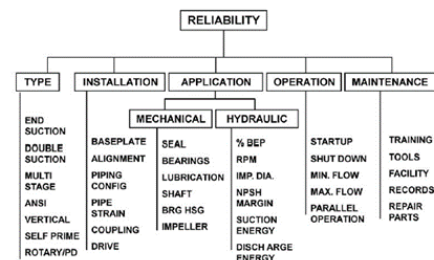 RELIABILITY
TYPE
INSTALLATION
APPLICATION
OPERATION
MAINTENANCE
MECHANICAL
HYDRAULIC
END
SUCTION
DOUBLE
SUCTION
MULTI
STAGE
ANSI
VERTICAL
SELF PRIME
ROTARY/PD
BASEPLATE
ALIGNMENT
PIPING
CONFIG
PIPE
STRAIN
COUPLING
DRIVE
SEAL
BEARINGS
LUBRICATION
SHAFT
BRG HSG
IMPELLER
% BEP
RPM
IMP. DIA.
NPSH
MARGIN
SUCTION
ENERGY
DISCH ARGE
ENERGY
STARTUP
SHUT DOWN
MIN. FLOW
MAX. FLOW
PARALLEL
OPERATION
TRAINING
TOOLS
FACILITY
RECORDS
REPAIR
PARTS